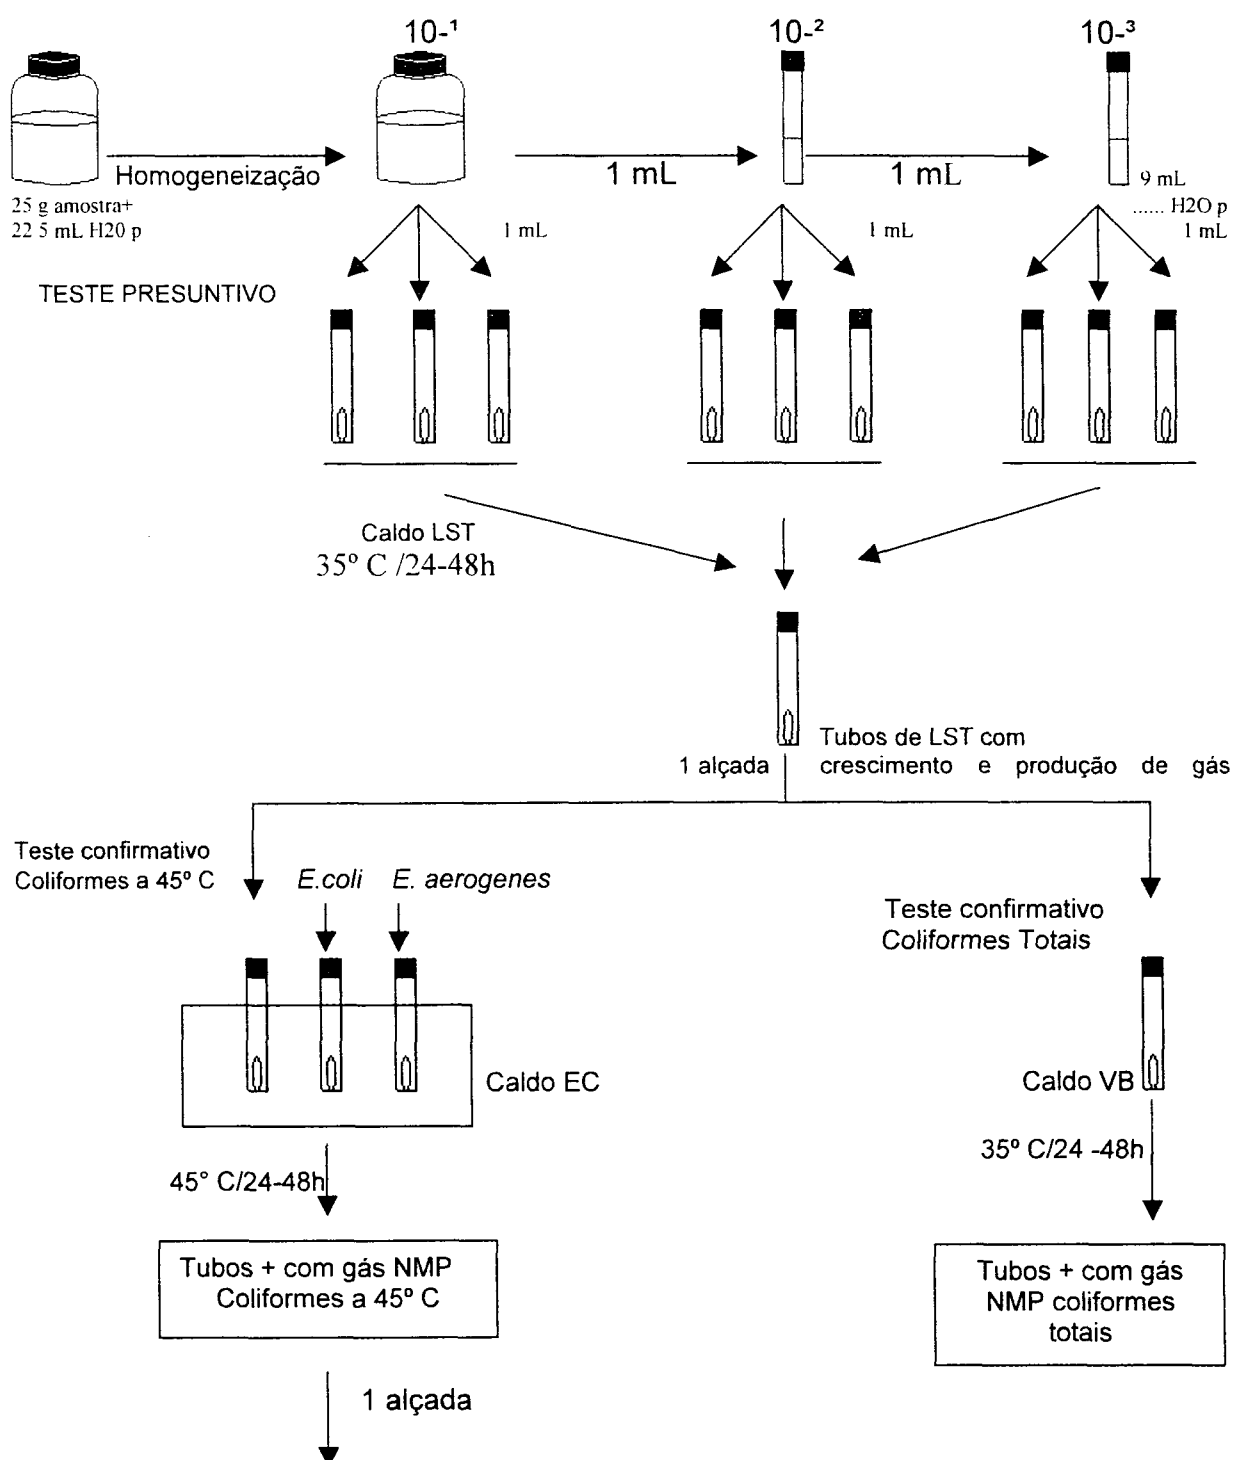 10-¹
10-²
10-³
Homogeneização
1 mL
1 mL
9 mL
...... H2O p
1 mL
25 g amostra+
22 5 mL H20 p
1 mL
1 mL
TESTE PRESUNTIVO
Caldo LST
35º C /24-48h
Tubos de LST com
1 alçada
crescimento e produção de gás
Teste confirmativo
Coliformes a 45º C
E.coli
E. aerogenes
Teste confirmativo
Coliformes Totais
Caldo EC
Caldo VB
45° C/24-48h
35º C/24 -48h
Tubos + com gás NMP
Coliformes a 45º C
Tubos + com gás
NMP coliformes
totais
1 alçada